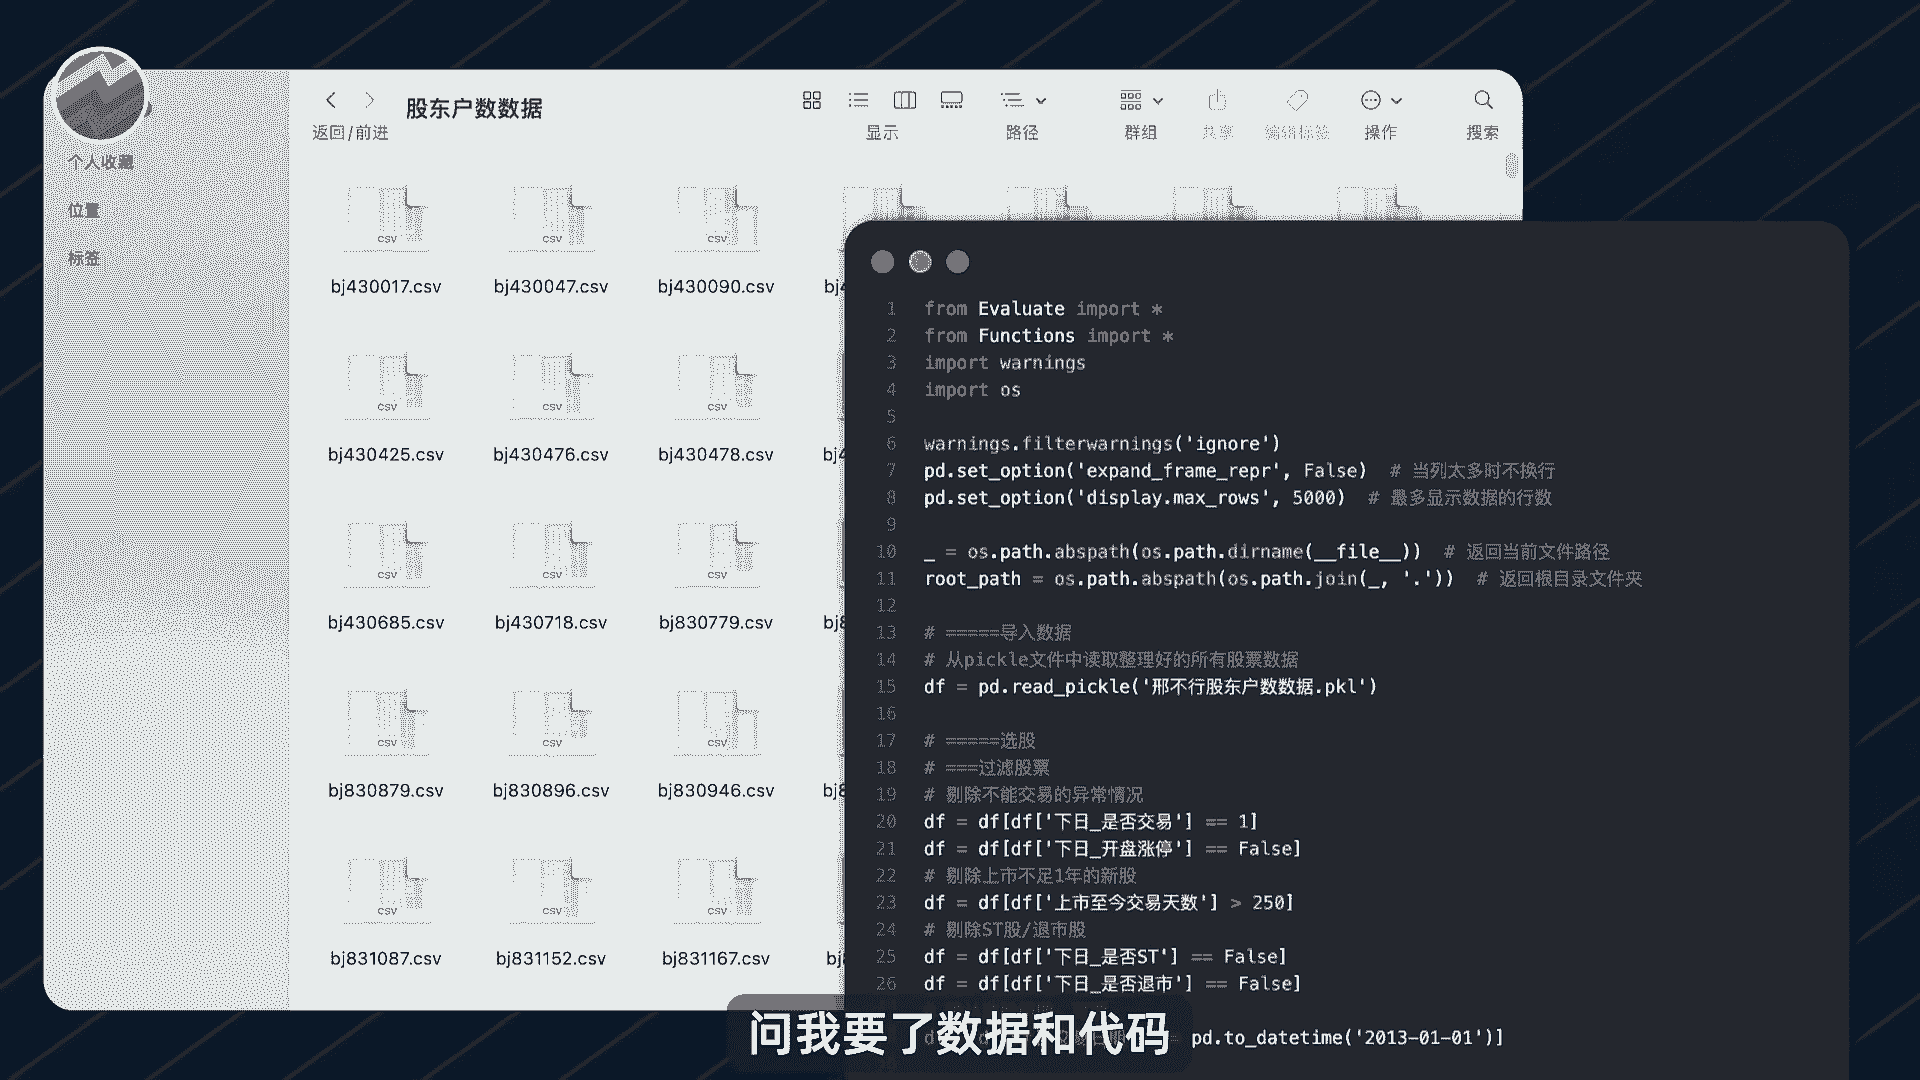 股东户数数据
返回/前进
显示
路径
群组
共享
编辑标签
操作
搜索
个人收藏
位置
标签
CSV CSV CSV
bj430017.csv bj430047.csv bj430090.csv
CSV CSV CSV
bj430425.csv bj430476.csv bj430478.csv
CSV CSV CSV
bj430685.csv bj430718.csv bj830779.csv
CSV CSV CSV
bj830879.csv bj830896.csv bj830946.csv
CSV CSV CSV
bj831087.csv bj831152.csv bj831167.csv
1 from Evaluate import *
2 from Functions import *
3 import warnings
4 import os
5
6 warnings.filterwarnings('ignore')
7 pd.set_option('expand_frame_repr', False) # 当列太多时不换行
8 pd.set_option('display.max_rows', 5000) # 最多显示数据的行数
9
10 _ = os.path.abspath(os.path.dirname(__file__)) # 返回当前文件路径
11 root_path = os.path.abspath(os.path.join(_, '.')) # 返回根目录文件夹
12
13 # =====导入数据
14 # 从pickle文件中读取整理好的所有股票数据
15 df = pd.read_pickle('邢不行股东户数数据.pkl')
16
17 # =====选股
18 # ===过滤股票
19 # 剔除不能交易的异常情况
20 df = df[df['下日_是否交易'] == 1]
21 df = df[df['下日_开盘涨停'] == False]
22 # 剔除上市不足1年的新股
23 df = df[df['上市至今交易天数'] > 250]
24 # 剔除ST股/退市股
25 df = df[df['下日_是否ST'] == False]
26 df = df[df['下日_是否退市'] == False]
pd.to_datetime('2013-01-01')]
问我要了数据和代码